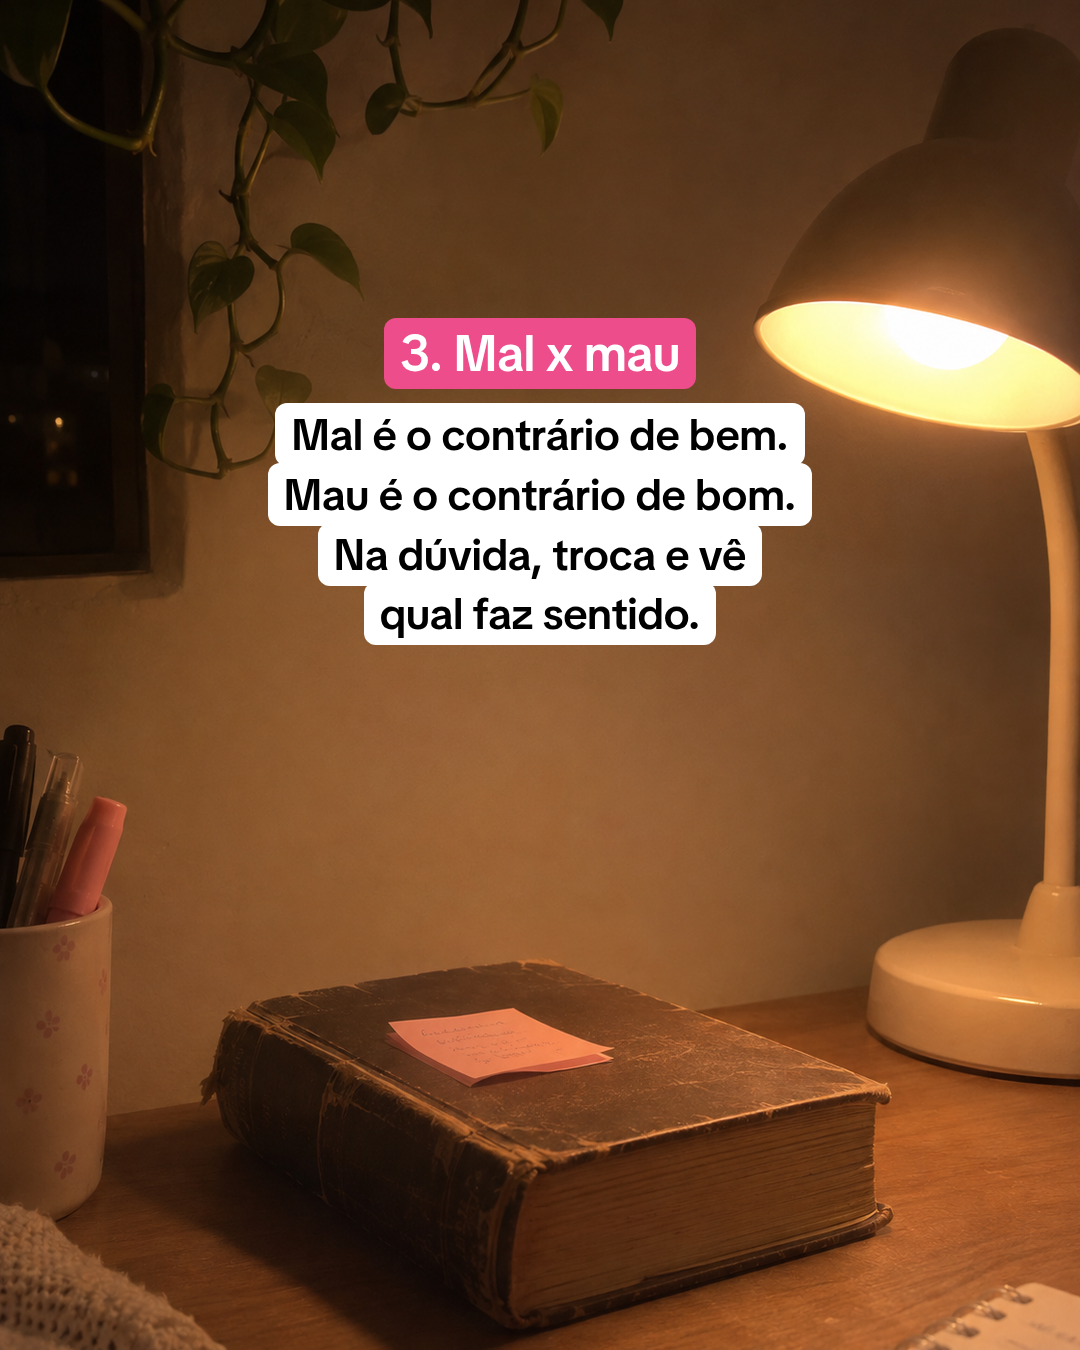 3. Mal x mau
Mal é o contrário de bem.
Mau é o contrário de bom.
Na dúvida, troca e vê
qual faz sentido.